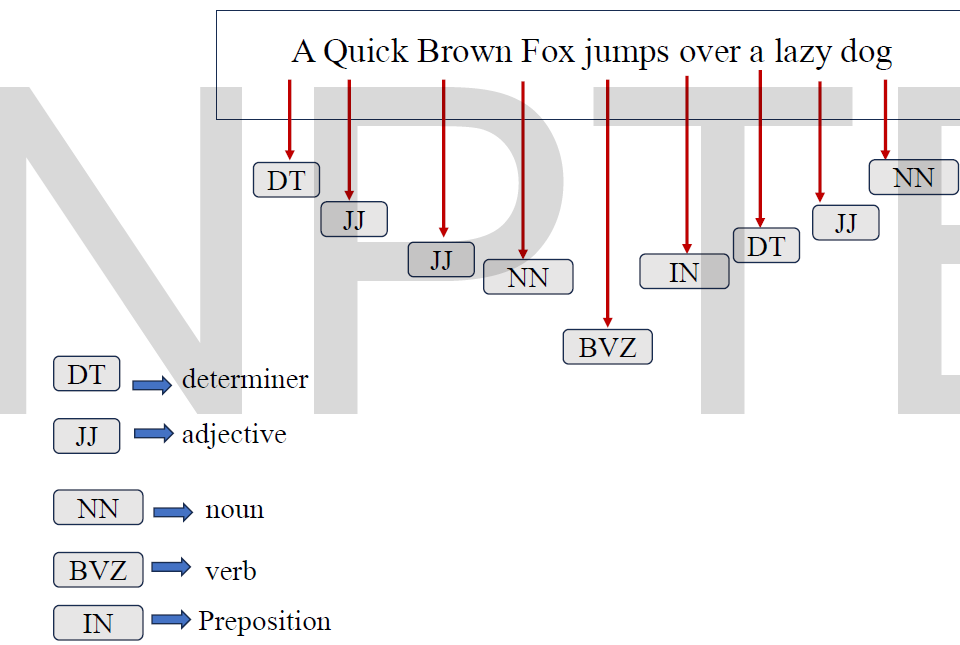 A Quick Brown Fox jumps over a lazy dog
DT
JJ
JJ
NN
BVZ
IN
DT
JJ
NN
DT determiner
JJ adjective
NN noun
BVZ verb
IN Preposition
NPTE